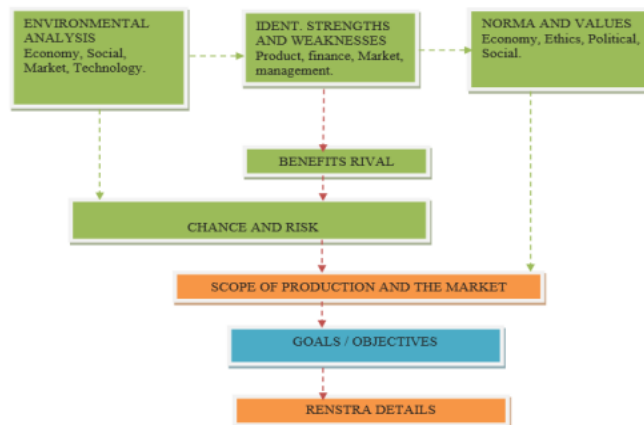 ENVIRONMENTAL
ANALYSIS
Economy, Social,
Market, Technology.
IDENT. STRENGTHS
AND WEAKNESSES
Product, finance, Market,
management.
NORMA AND VALUES
Economy, Ethics, Political,
Social.
BENEFITS RIVAL
CHANCE AND RISK
SCOPE OF PRODUCTION AND THE MARKET
GOALS / OBJECTIVES
RENSTRA DETAILS